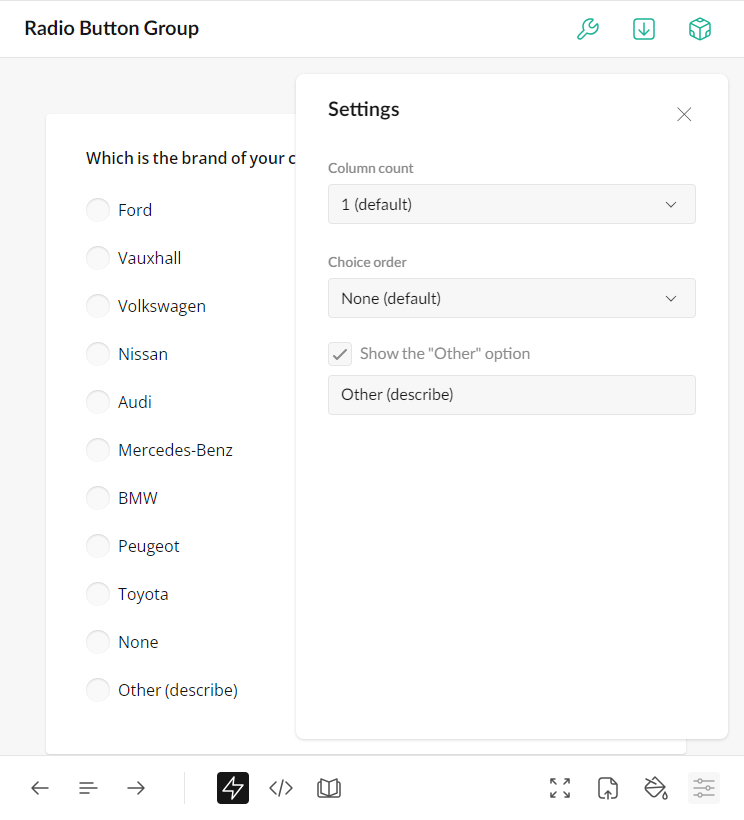 Radio Button Group
Settings
Which is the brand of your c
Column count
1 (default)
Choice order
None (default)
Show the "Other" option
Other (describe)
Ford
Vauxhall
Volkswagen
Nissan
Audi
Mercedes-Benz
BMW
Peugeot
Toyota
None
Other (describe)